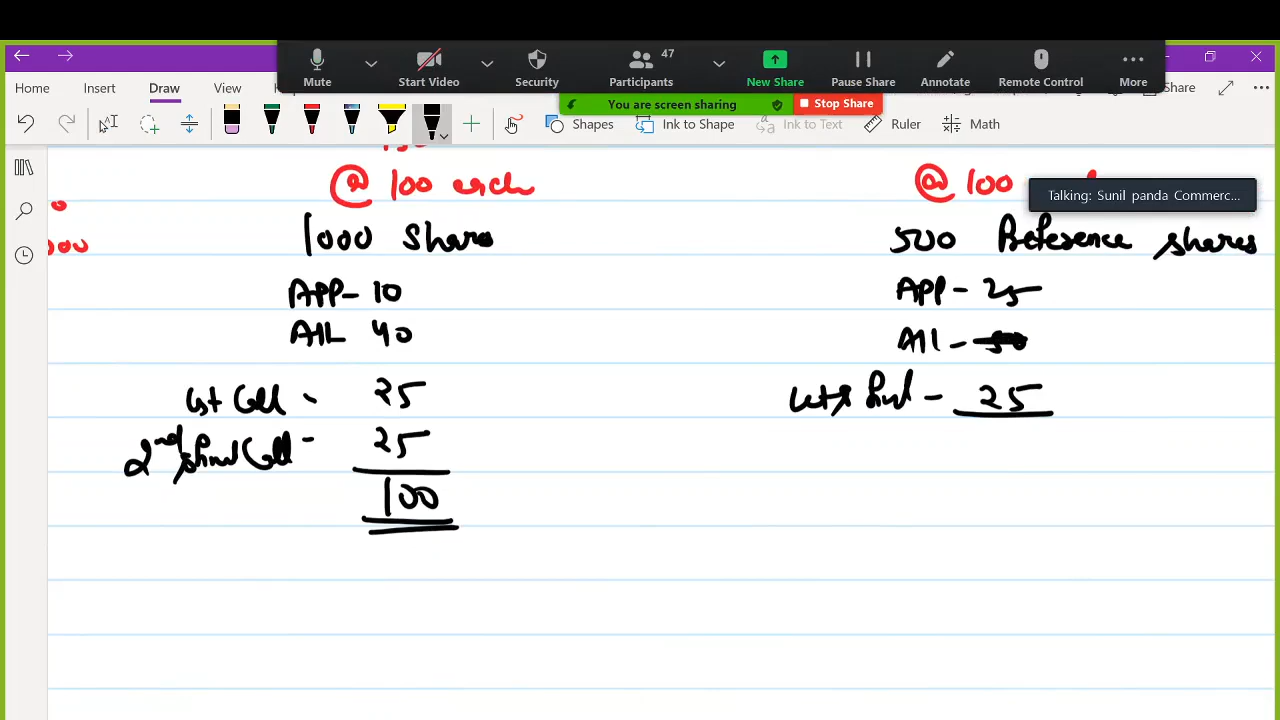 47
Mute
Start Video
Security
Participants
New Share
Pause Share
Annotate
Remote Control
More
You are screen sharing
Stop Share
Home
Insert
Draw
View
Share
Shapes
Ink to Shape
Ink to Text
Ruler
Math
@ 100 each
@ 100
Talking: Sunil panda Commerc...
000
1000 Share
500 Preference shares
APP- 10
APP - 25
All 40
All - 50
1st Call - 25
1st & final - 25
2nd & final Call - 25
100